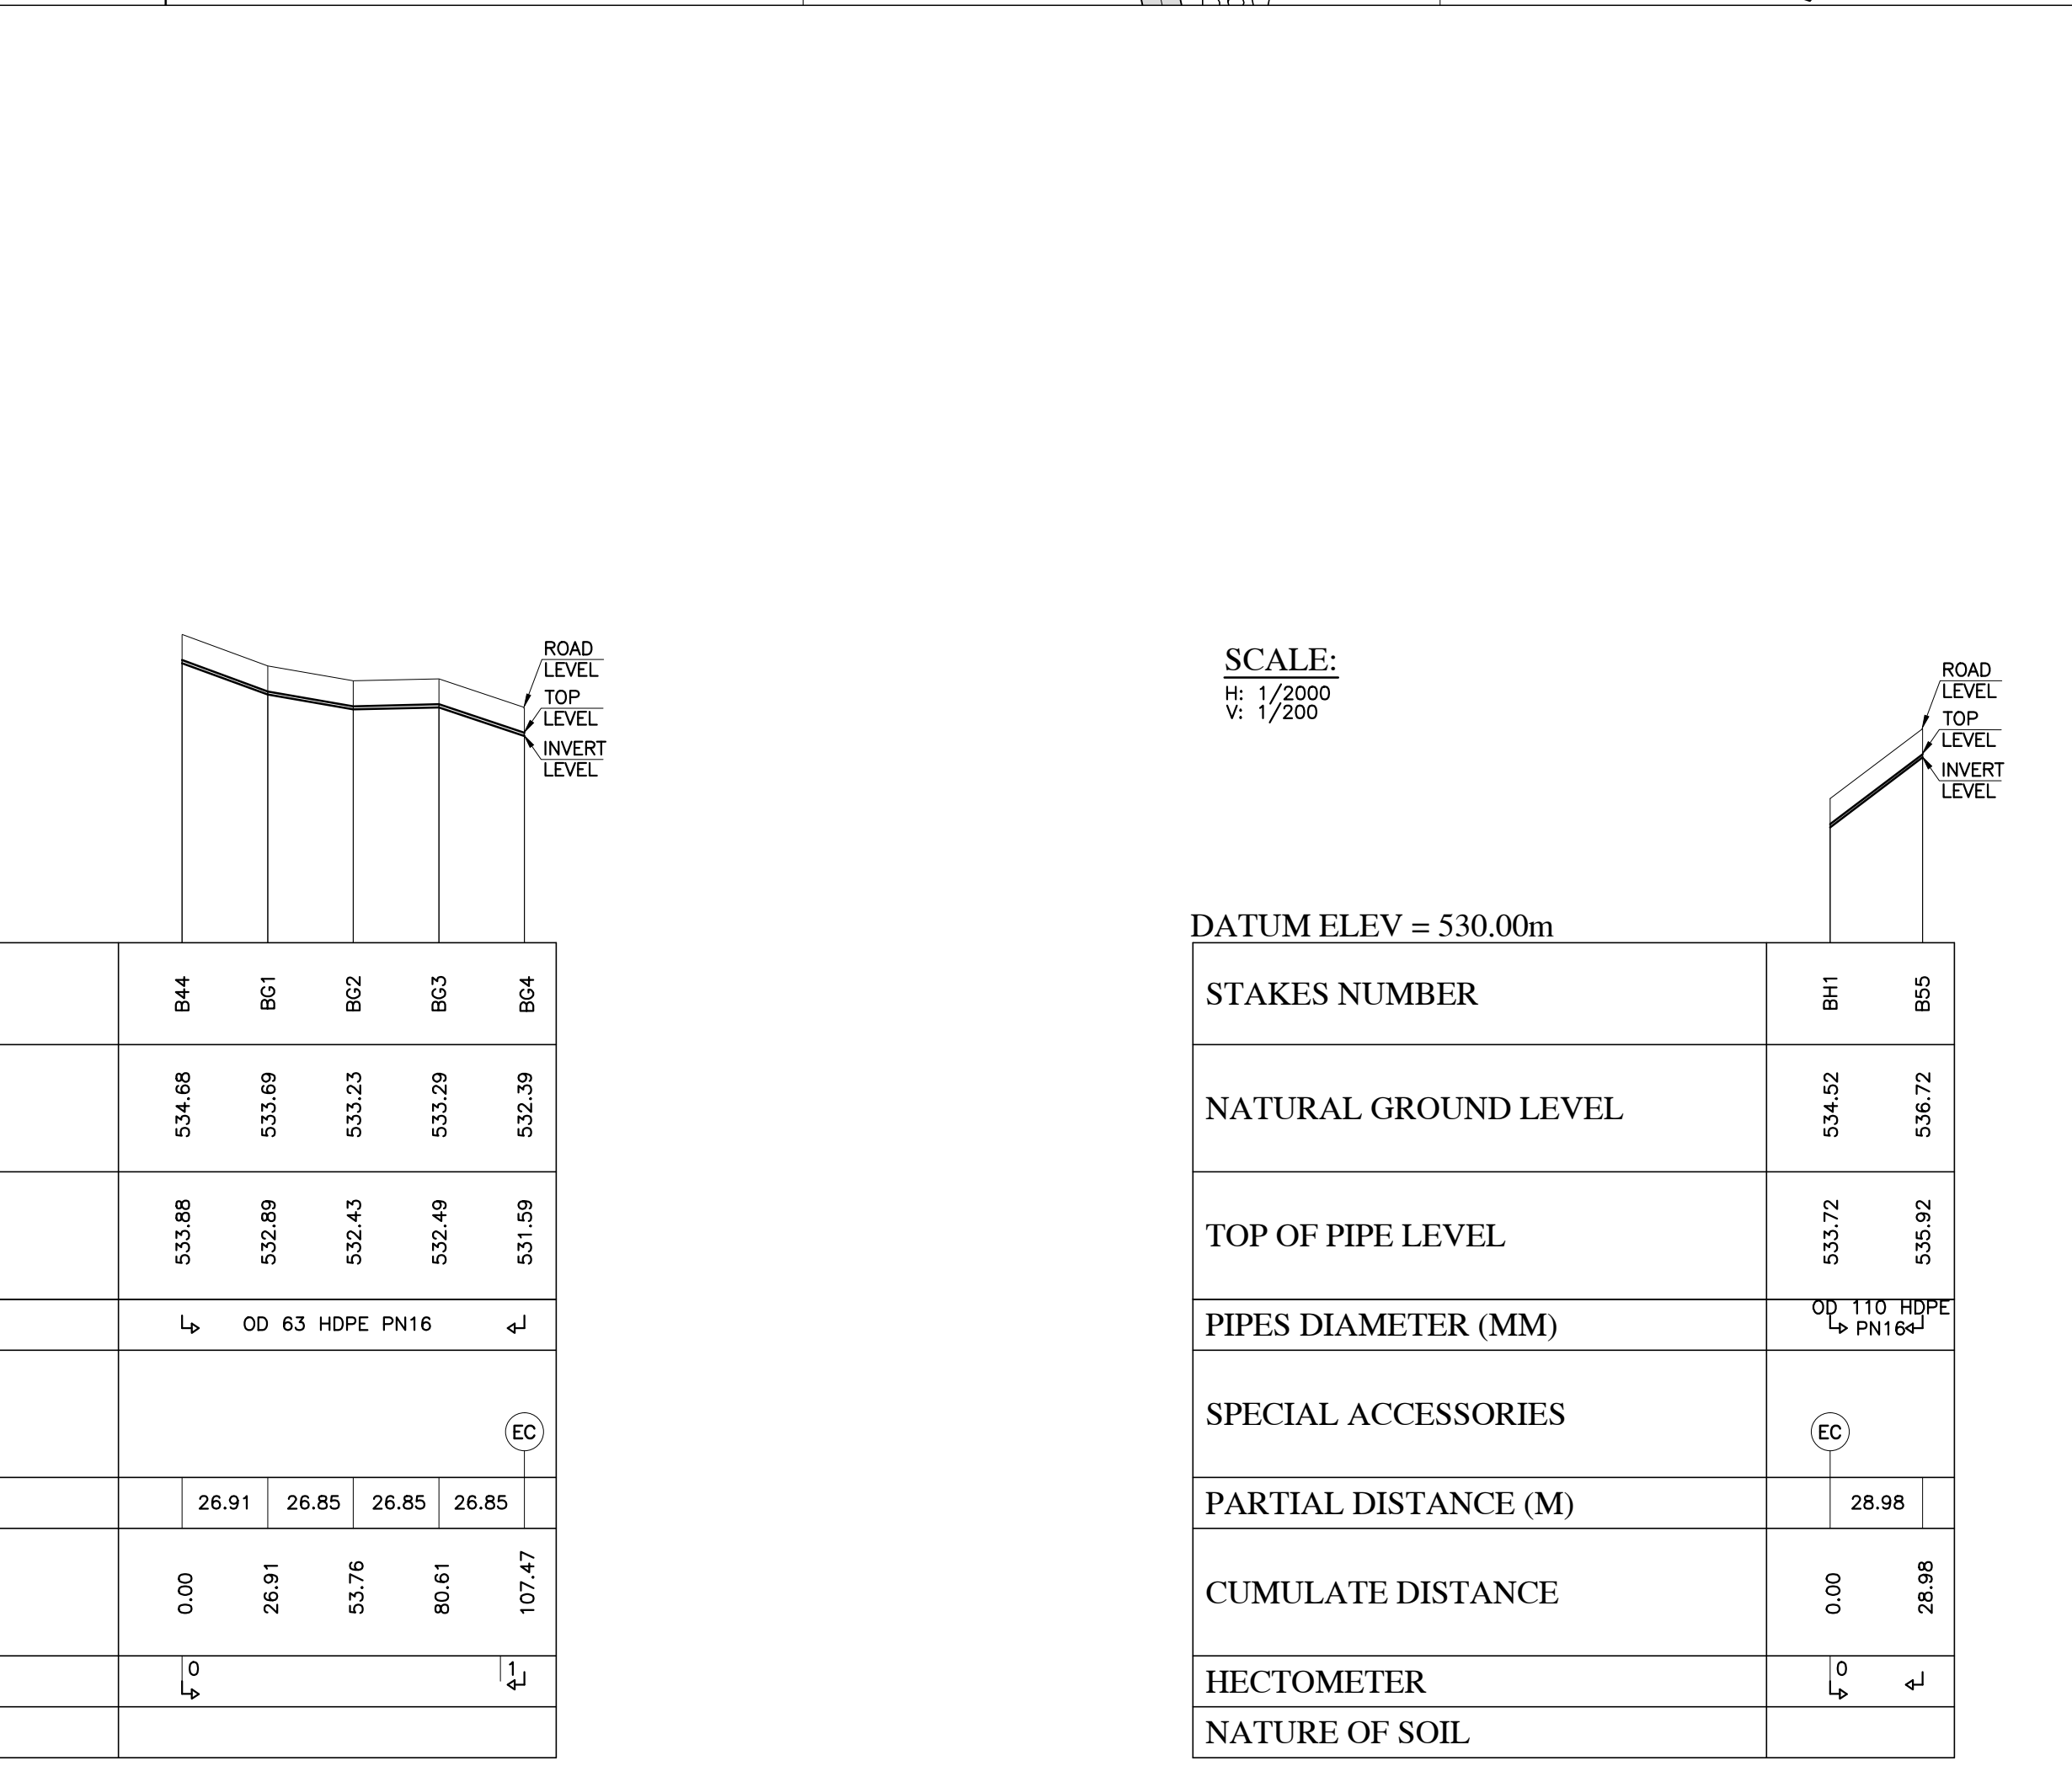 ROAD
LEVEL
TOP
LEVEL
INVERT
LEVEL
B44 BG1 BG2 BG3 BG4
534.68 533.69 533.23 533.29 532.39
533.88 532.89 532.43 532.49 531.59
OD 63 HDPE PN16
EC
26.91 26.85 26.85 26.85
0.00 26.91 53.76 80.61 107.47
0 1
SCALE:
H: 1/2000
V: 1/200
ROAD
LEVEL
TOP
LEVEL
INVERT
LEVEL
DATUM ELEV = 530.00m
STAKES NUMBER BH1 B55
NATURAL GROUND LEVEL 534.52 536.72
TOP OF PIPE LEVEL 533.72 535.92
PIPES DIAMETER (MM) OD 110 HDPE
PN16
SPECIAL ACCESSORIES EC
PARTIAL DISTANCE (M) 28.98
CUMULATE DISTANCE 0.00 28.98
HECTOMETER 0
NATURE OF SOIL